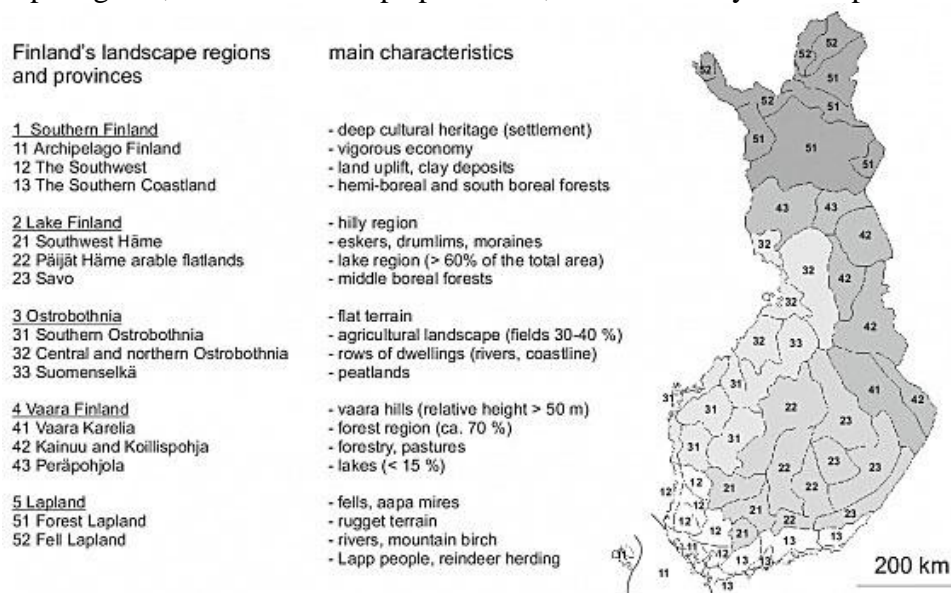 Finland's landscape regions
and provinces
1 Southern Finland
11 Archipelago Finland
12 The Southwest
13 The Southern Coastland
2 Lake Finland
21 Southwest Häme
22 Päijät Häme arable flatlands
23 Savo
3 Ostrobothnia
31 Southern Ostrobothnia
32 Central and northern Ostrobothnia
33 Suomenselkä
4 Vaara Finland
41 Vaara Karelia
42 Kainuu and Koillispohja
43 Peräpohjola
5 Lapland
51 Forest Lapland
52 Fell Lapland
main characteristics
- deep cultural heritage (settlement)
- vigorous economy
- land uplift, clay deposits
- hemi-boreal and south boreal forests
- hilly region
- eskers, drumlims, moraines
- lake region (> 60% of the total area)
- middle boreal forests
- flat terrain
- agricultural landscape (fields 30-40 %)
- rows of dwellings (rivers, coastline)
- peatlands
- vaara hills (relative height > 50 m)
- forest region (ca. 70 %)
- forestry, pastures
- lakes (< 15 %)
- fells, aapa mires
- rugget terrain
- rivers, mountain birch
- Lapp people, reindeer herding
52
52
52
51
52
51
51
51
51
43
43
42
32
32
42
32
42
32
33
31
41
31
42
22
31
23
31
31
22
23
23
12
12
21
22
12
21
22
23
12
21
13
13
11
12
13
13
11
13
200 km